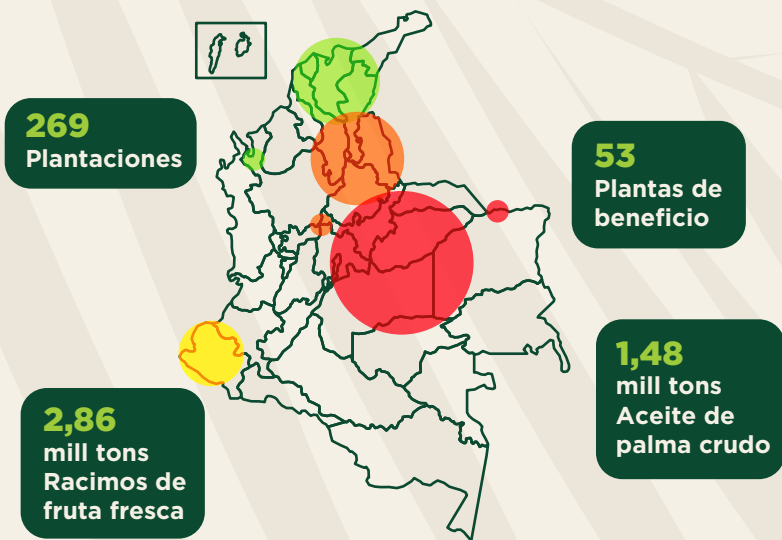 269
Plantaciones
53
Plantas de
beneficio
2,86
mill tons
Racimos de
fruta fresca
1,48
mill tons
Aceite de
palma crudo